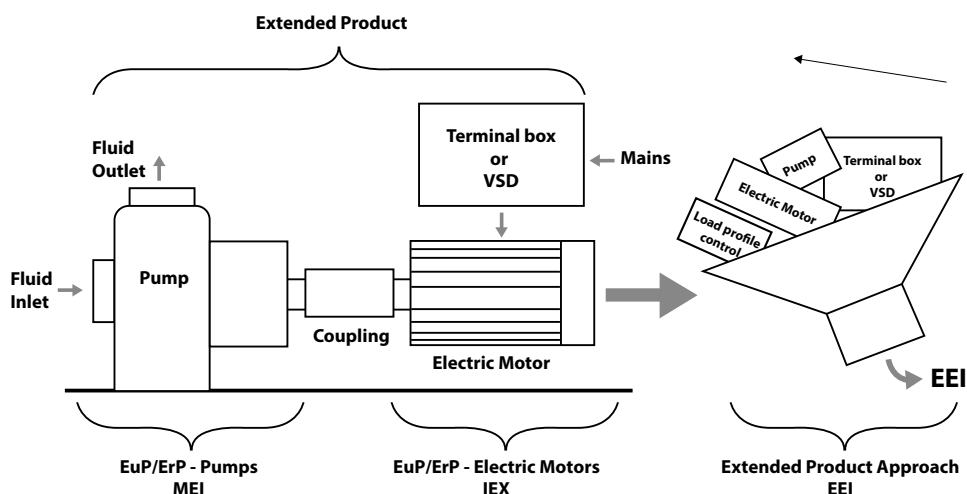 Extended Product
Terminal box
or
VSD
Mains
Fluid
Outlet
Fluid
Inlet
Pump
Coupling
Electric Motor
EuP/ErP - Pumps
MEI
EuP/ErP - Electric Motors
IEX
Pump
Terminal box
or
VSD
Electric Motor
Load profile
control
EEI
Extended Product Approach
EEI